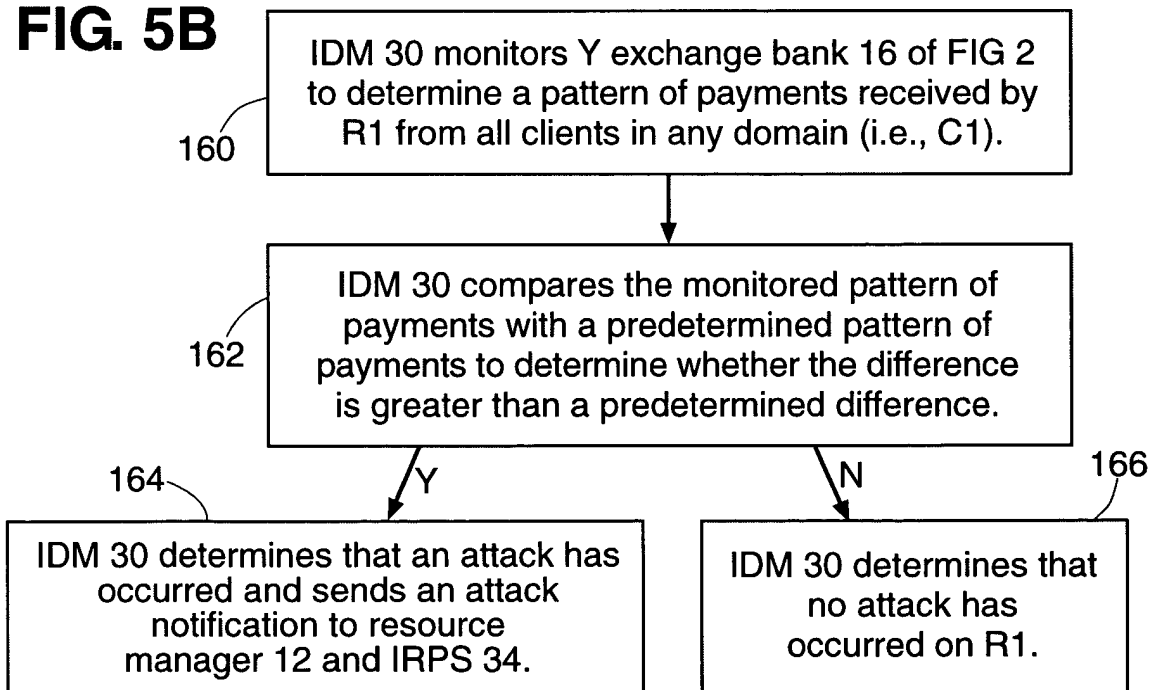 FIG. 5B
IDM 30 monitors Y exchange bank 16 of FIG 2
to determine a pattern of payments received by
R1 from all clients in any domain (i.e., C1).
160
IDM 30 compares the monitored pattern of
payments with a predetermined pattern of
payments to determine whether the difference
is greater than a predetermined difference.
162
Y
N
164
166
IDM 30 determines that an attack has
occurred and sends an attack
notification to resource
manager 12 and IRPS 34.
IDM 30 determines that
no attack has
occurred on R1.